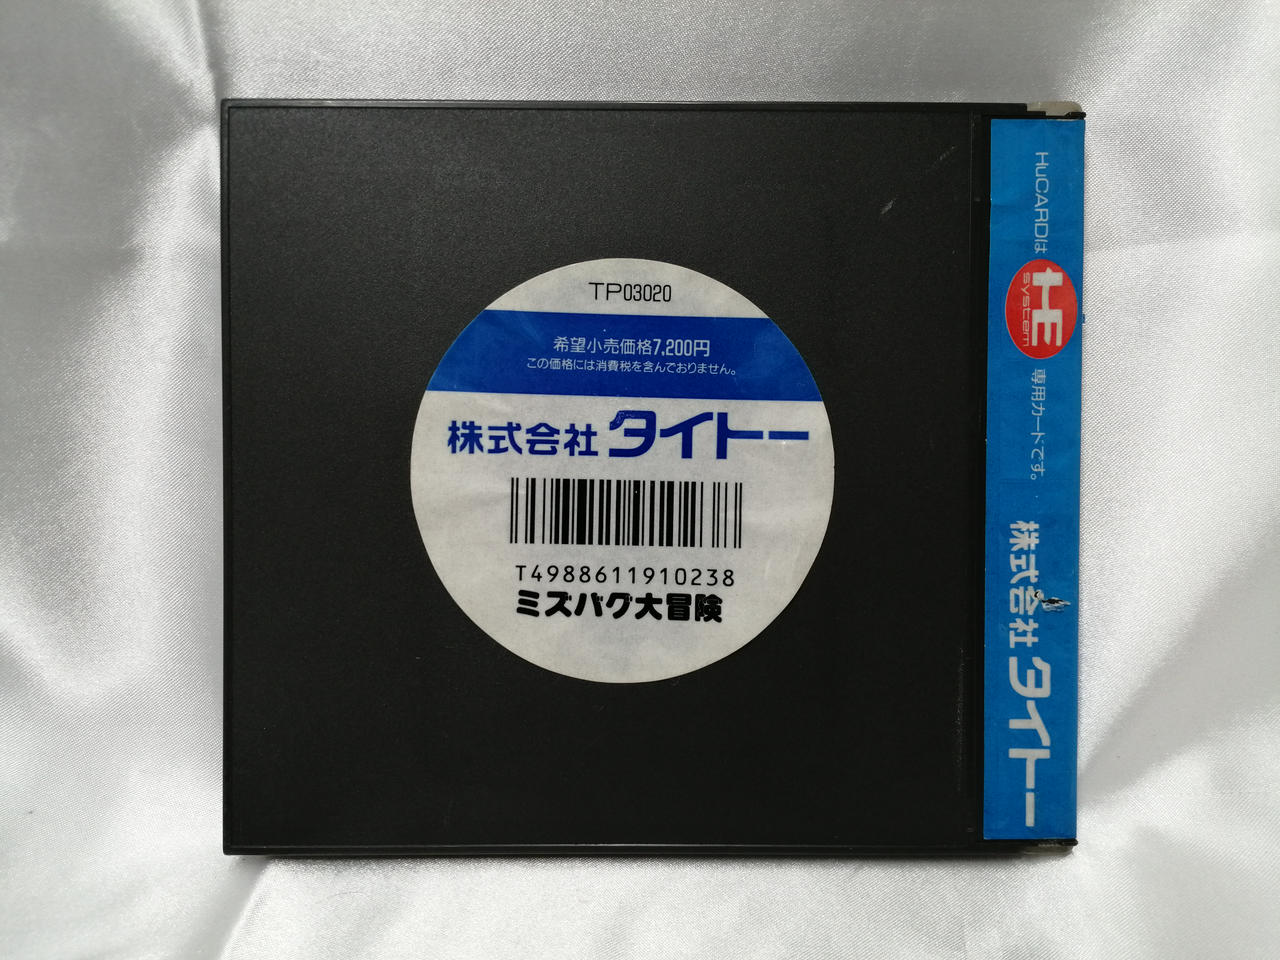 TP03020
希望小売価格7,200円
この価格には消費税を含んでおりません。
株式会社タイトー
T4988611910238
ミズバグ大冒険
HuCARDは HE system 専用カードです。
株式会社タイトー